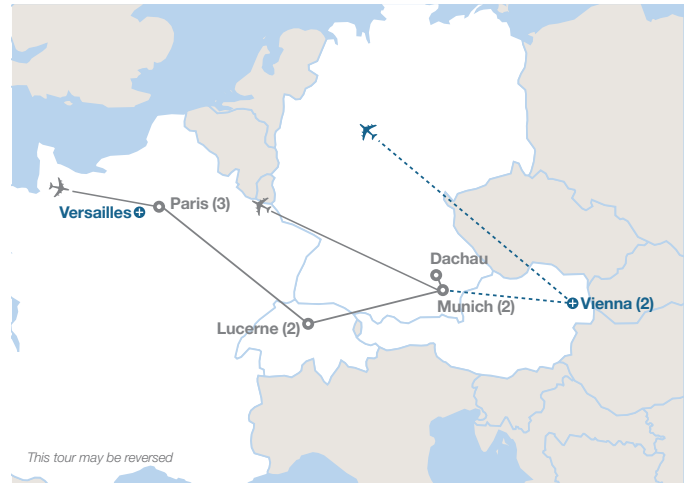 Paris (3)
Versailles
Dachau
Munich (2)
Vienna (2)
Lucerne (2)
This tour may be reversed